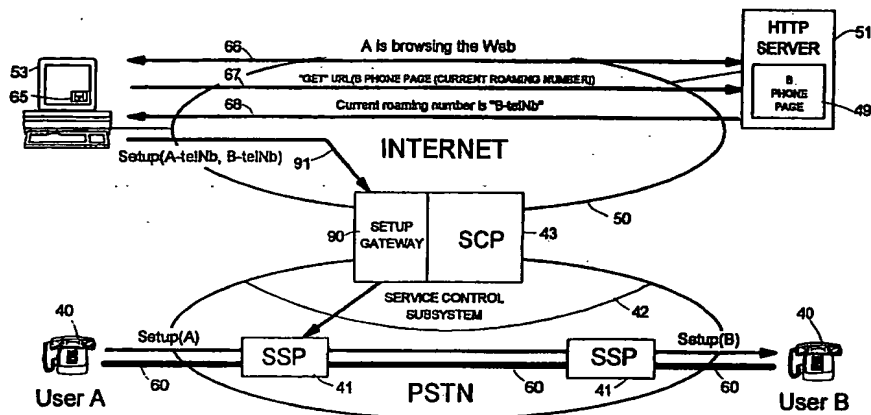 66
A is browsing the Web
HTTP
SERVER
51
53
67
"GET" URL(B PHONE PAGE (CURRENT ROAMING NUMBER))
65
B
PHONE
PAGE
68
Current roaming number is "B-telNb"
49
Setup(A-telNb, B-telNb)
91
INTERNET
50
90
SETUP
GATEWAY
SCP
43
SERVICE CONTROL
SUBSYSTEM
42
40
Setup(A)
SSP
SSP
Setup(B)
40
60
41
PSTN
60
41
60
User A
User B